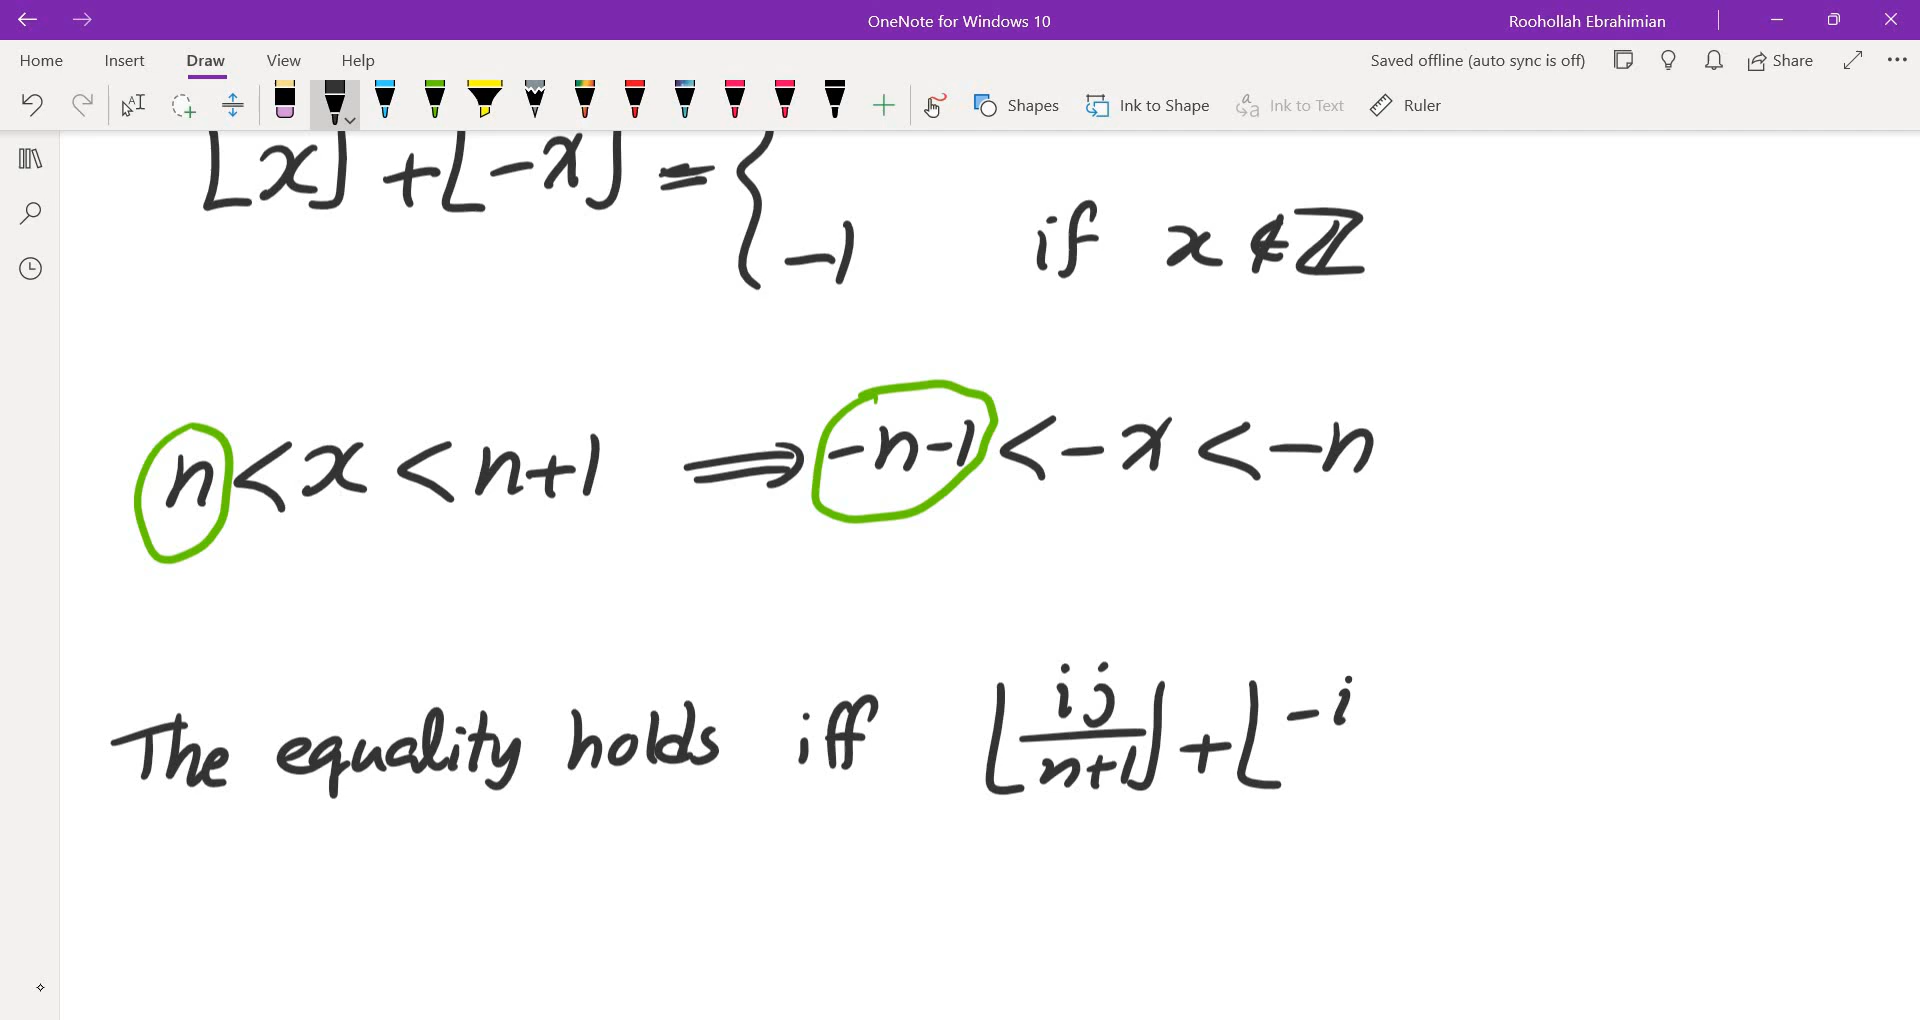 OneNote for Windows 10 Roohollah Ebrahimian
Home Insert Draw View Help Saved offline (auto sync is off) Share
Shapes Ink to Shape Ink to Text Ruler
⌊x⌋ + ⌊-x⌋ = {
-1 if x ∉ ℤ
n < x < n+1 ⟹ -n-1 < -x < -n
The equality holds iff ⌊ij/n+1⌋ + ⌊-i